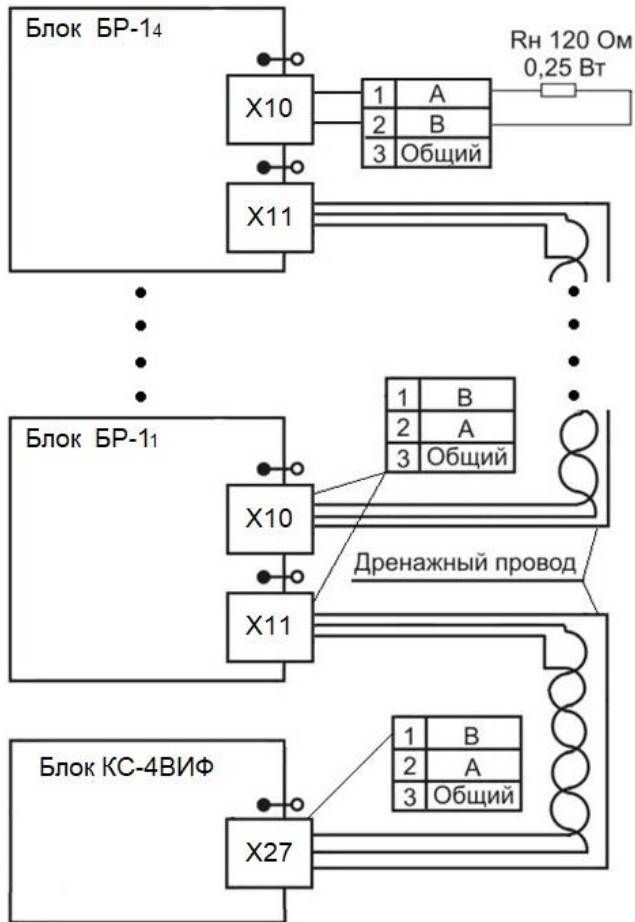 Блок БР-14
Rн 120 Ом
0,25 Вт
X10
1 A
2 B
3 Общий
X11
Блок БР-11
1 B
2 A
3 Общий
X10
Дренажный провод
X11
Блок КС-4ВИФ
1 B
2 A
3 Общий
X27